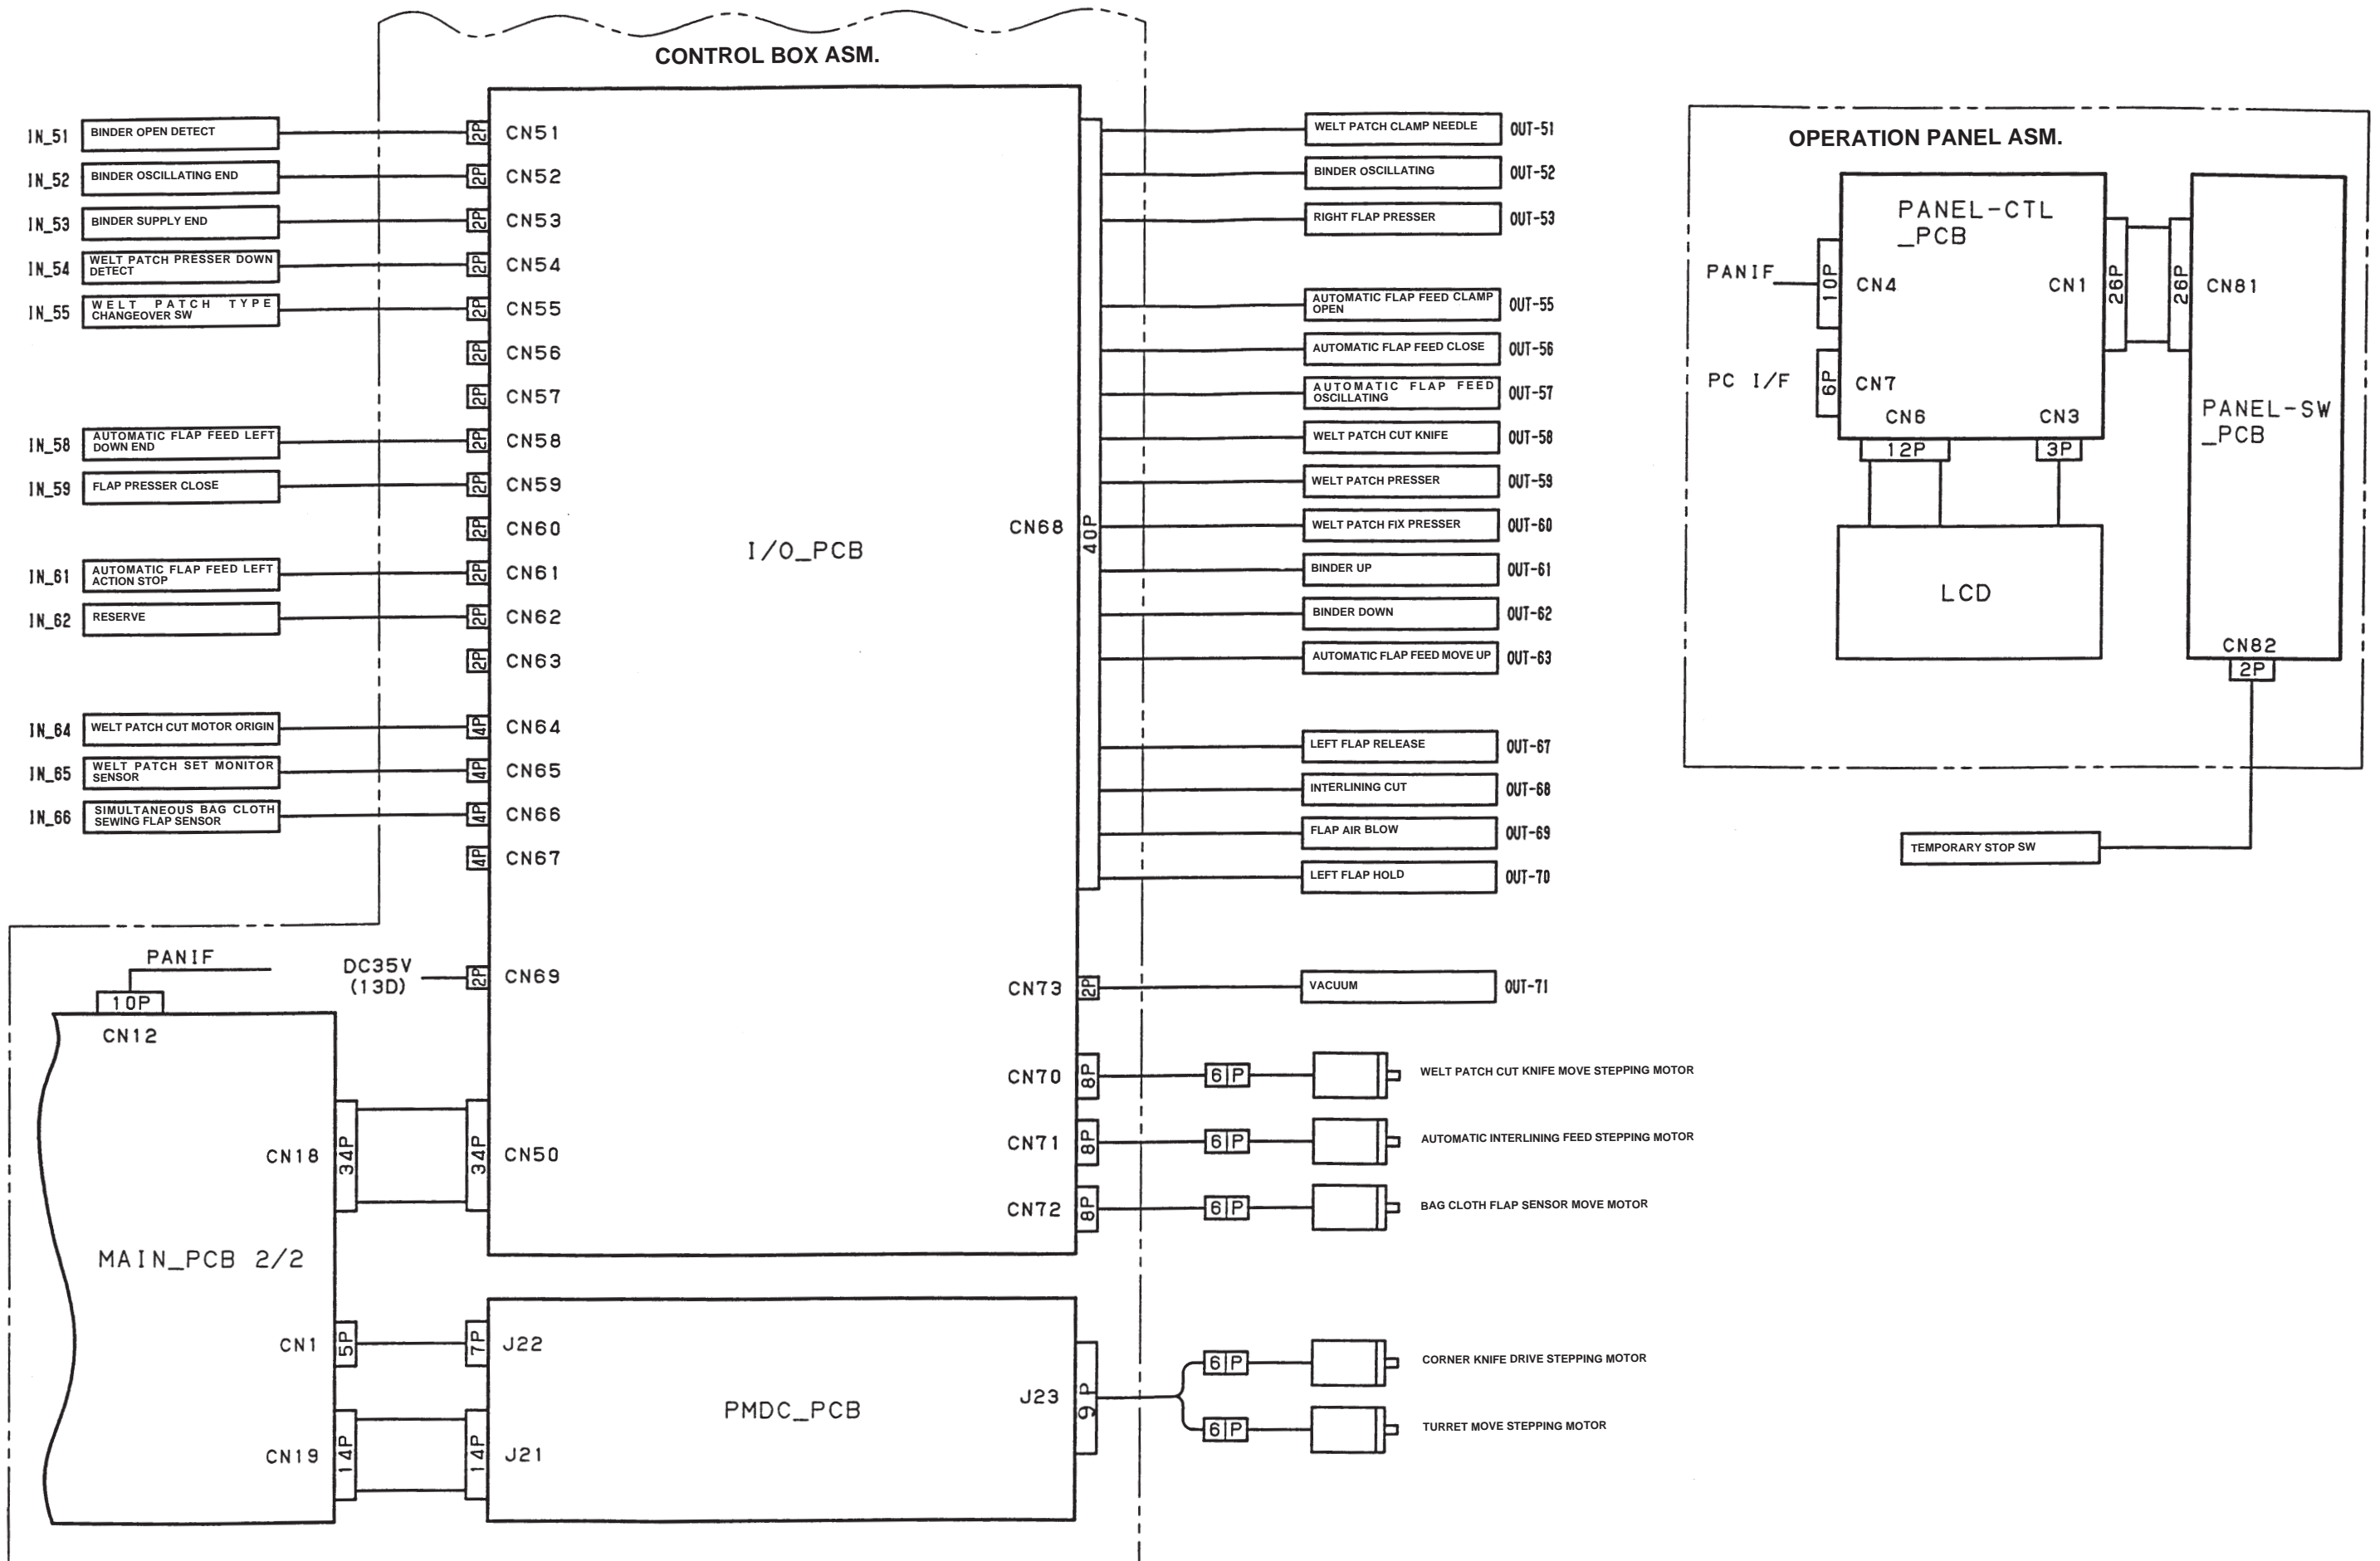 CONTROL BOX ASM.
IN_51
BINDER OPEN DETECT
2P
CN51
IN_52
BINDER OSCILLATING END
2P
CN52
IN_53
BINDER SUPPLY END
2P
CN53
IN_54
WELT PATCH PRESSER DOWN
DETECT
2P
CN54
IN_55
WELT PATCH TYPE
CHANGEOVER SW
2P
CN55
2P
CN56
2P
CN57
IN_58
AUTOMATIC FLAP FEED LEFT
DOWN END
2P
CN58
IN_59
FLAP PRESSER CLOSE
2P
CN59
2P
CN60
IN_61
AUTOMATIC FLAP FEED LEFT
ACTION STOP
2P
CN61
IN_62
RESERVE
2P
CN62
2P
CN63
IN_64
WELT PATCH CUT MOTOR ORIGIN
4P
CN64
IN_65
WELT PATCH SET MONITOR
SENSOR
4P
CN65
IN_66
SIMULTANEOUS BAG CLOTH
SEWING FLAP SENSOR
4P
CN66
4P
CN67
DC35V
(13D)
2P
CN69
I/O_PCB
CN68
40P
WELT PATCH CLAMP NEEDLE
OUT-51
BINDER OSCILLATING
OUT-52
RIGHT FLAP PRESSER
OUT-53
AUTOMATIC FLAP FEED CLAMP
OPEN
OUT-55
AUTOMATIC FLAP FEED CLOSE
OUT-56
AUTOMATIC FLAP FEED
OSCILLATING
OUT-57
WELT PATCH CUT KNIFE
OUT-58
WELT PATCH PRESSER
OUT-59
WELT PATCH FIX PRESSER
OUT-60
BINDER UP
OUT-61
BINDER DOWN
OUT-62
AUTOMATIC FLAP FEED MOVE UP
OUT-63
LEFT FLAP RELEASE
OUT-67
INTERLINING CUT
OUT-68
FLAP AIR BLOW
OUT-69
LEFT FLAP HOLD
OUT-70
CN73
2P
VACUUM
OUT-71
CN70
8P
6P
WELT PATCH CUT KNIFE MOVE STEPPING MOTOR
CN71
8P
6P
AUTOMATIC INTERLINING FEED STEPPING MOTOR
CN72
8P
6P
BAG CLOTH FLAP SENSOR MOVE MOTOR
PANIF
10P
CN12
CN18
34P
34P
CN50
MAIN_PCB 2/2
CN1
5P
7P
J22
CN19
14P
14P
J21
PMDC_PCB
J23
9P
6P
CORNER KNIFE DRIVE STEPPING MOTOR
6P
TURRET MOVE STEPPING MOTOR
OPERATION PANEL ASM.
PANEL-CTL
_PCB
PANIF
10P
CN4
CN1
26P
26P
CN81
PC I/F
6P
CN7
CN6
CN3
12P
3P
LCD
PANEL-SW
_PCB
CN82
2P
TEMPORARY STOP SW